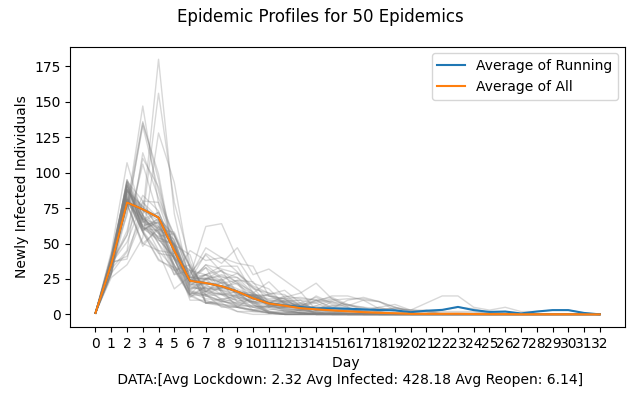 Epidemic Profiles for 50 Epidemics
Average of Running
Average of All
Newly Infected Individuals
175
150
125
100
75
50
25
0
0 1 2 3 4 5 6 7 8 9 10 11 12 13 14 15 16 17 18 19 20 21 22 23 24 25 26 27 28 29 30 31 32
Day
DATA:[Avg Lockdown: 2.32 Avg Infected: 428.18 Avg Reopen: 6.14]